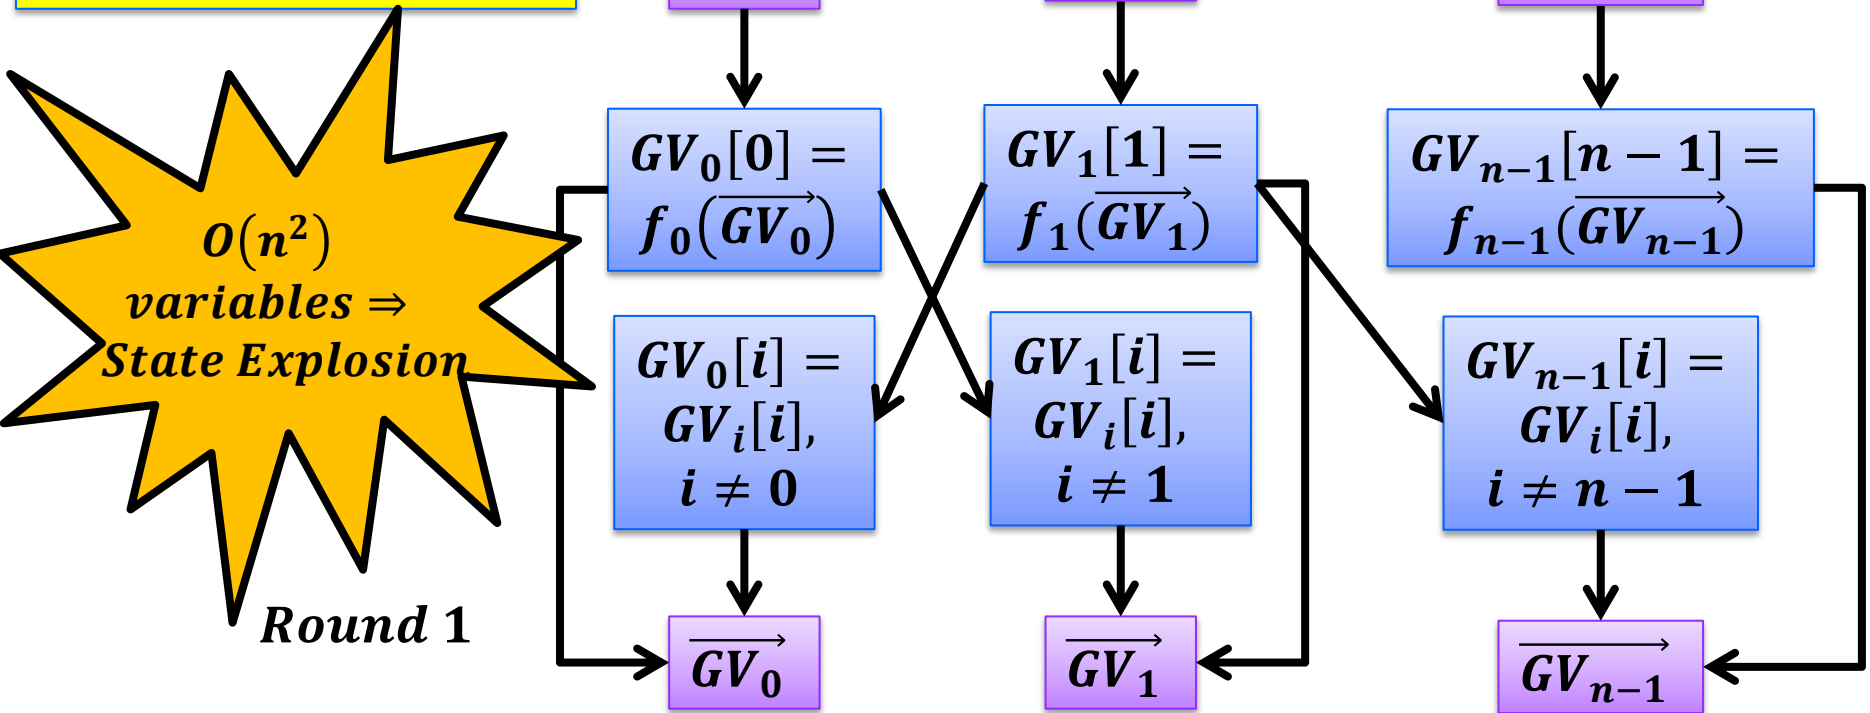 O(n²)
variables ⇒
State Explosion
Round 1
GV₀[0] =
f₀(GV₀⃗)
GV₁[1] =
f₁(GV₁⃗)
GVₙ₋₁[n − 1] =
fₙ₋₁(GVₙ₋₁⃗)
GV₀[i] =
GVᵢ[i],
i ≠ 0
GV₁[i] =
GVᵢ[i],
i ≠ 1
GVₙ₋₁[i] =
GVᵢ[i],
i ≠ n − 1
GV₀⃗
GV₁⃗
GVₙ₋₁⃗